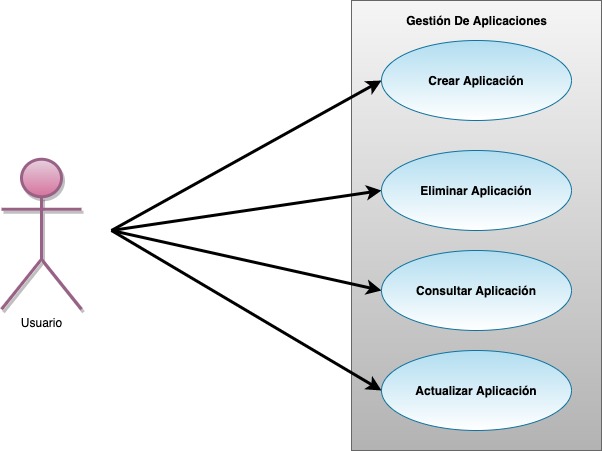 Gestión De Aplicaciones
Crear Aplicación
Eliminar Aplicación
Consultar Aplicación
Actualizar Aplicación
Usuario